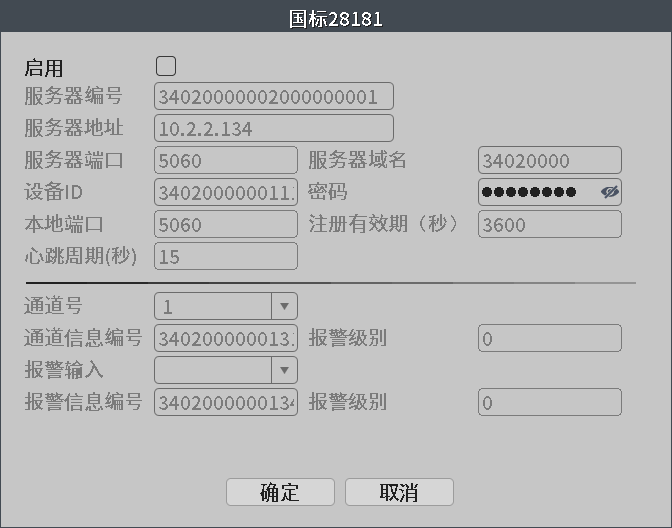 国标28181
启用
服务器编号 34020000002000000001
服务器地址 10.2.2.134
服务器端口 5060 服务器域名 34020000
设备ID 3402000000111 密码 ●●●●●●●●
本地端口 5060 注册有效期（秒） 3600
心跳周期(秒) 15
通道号 1
通道信息编号 340200000013 报警级别 0
报警输入
报警信息编号 3402000000134 报警级别 0
确定 取消